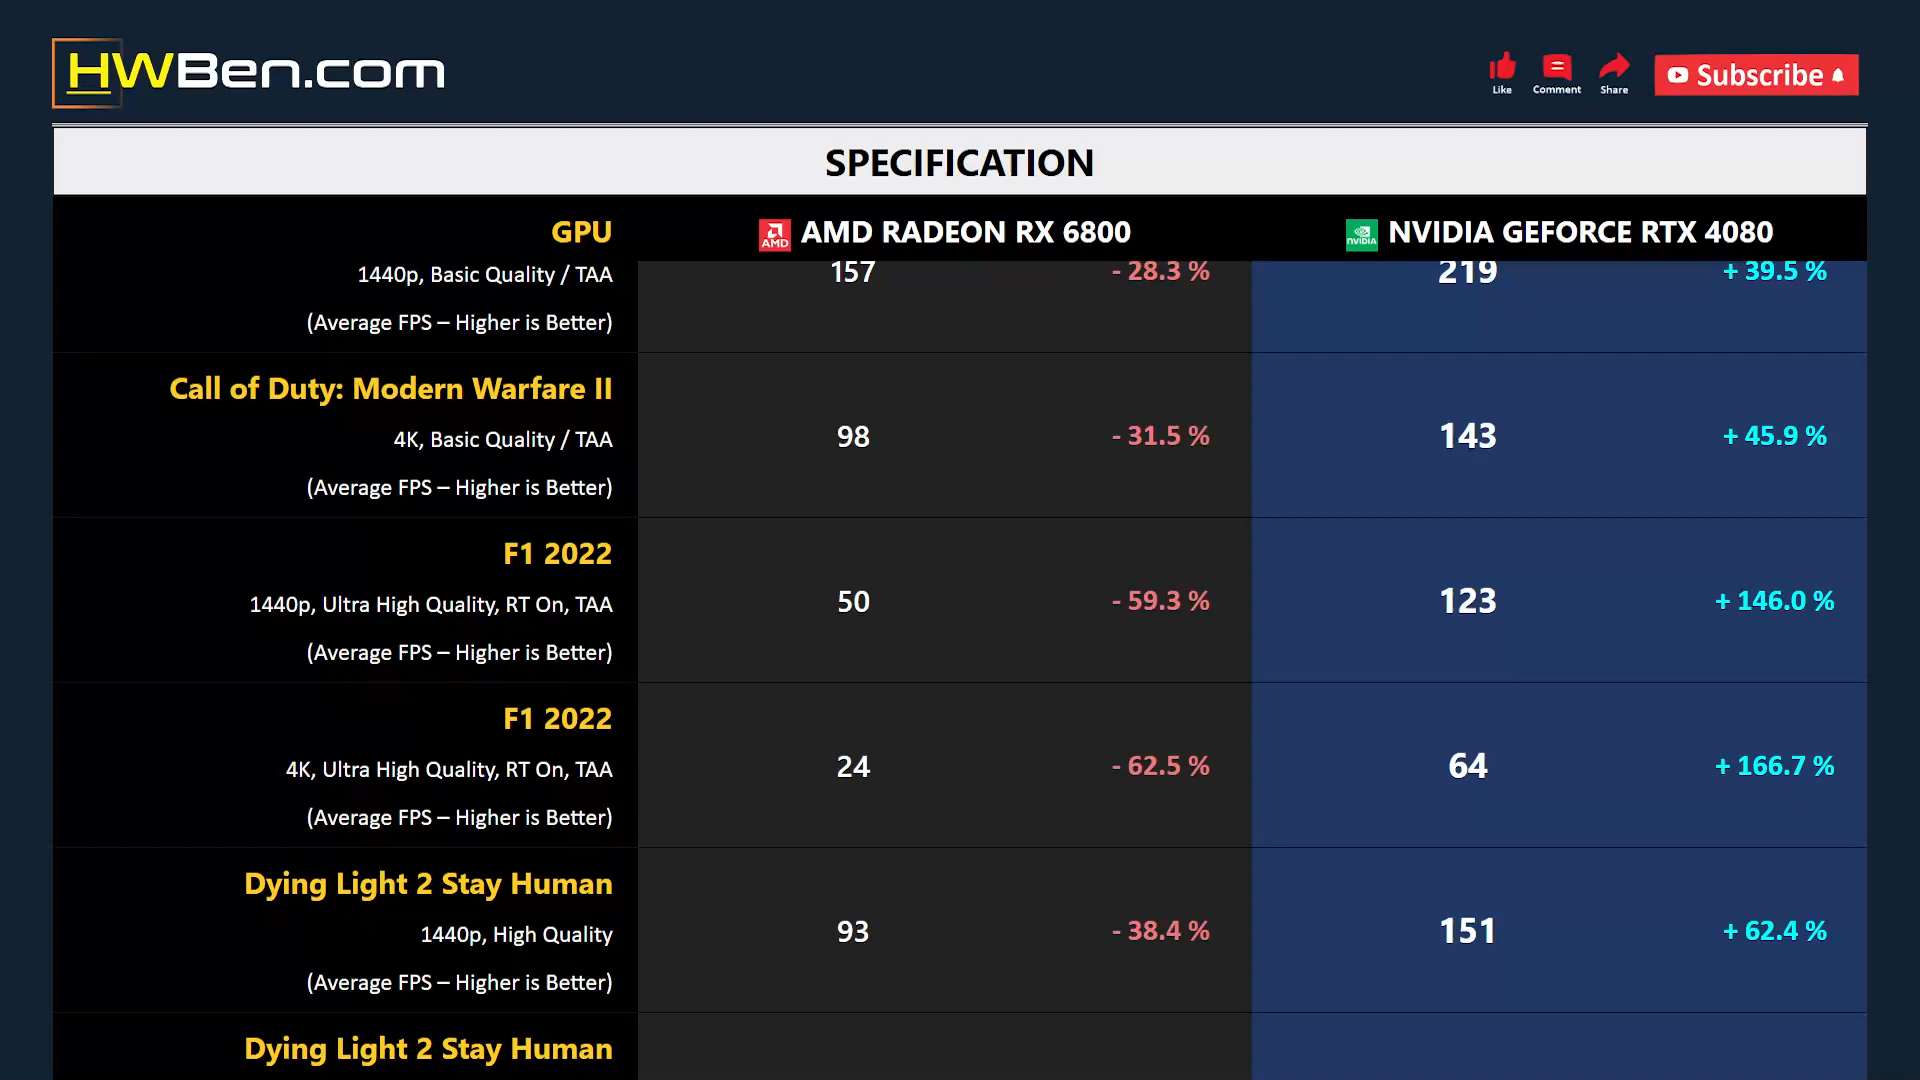 HWBen.com
Like
Comment
Share
Subscribe
SPECIFICATION
GPU
AMD
AMD RADEON RX 6800
NVIDIA
NVIDIA GEFORCE RTX 4080
1440p, Basic Quality / TAA
(Average FPS – Higher is Better)
157
- 28.3 %
219
+ 39.5 %
Call of Duty: Modern Warfare II
4K, Basic Quality / TAA
(Average FPS – Higher is Better)
98
- 31.5 %
143
+ 45.9 %
F1 2022
1440p, Ultra High Quality, RT On, TAA
(Average FPS – Higher is Better)
50
- 59.3 %
123
+ 146.0 %
F1 2022
4K, Ultra High Quality, RT On, TAA
(Average FPS – Higher is Better)
24
- 62.5 %
64
+ 166.7 %
Dying Light 2 Stay Human
1440p, High Quality
(Average FPS – Higher is Better)
93
- 38.4 %
151
+ 62.4 %
Dying Light 2 Stay Human